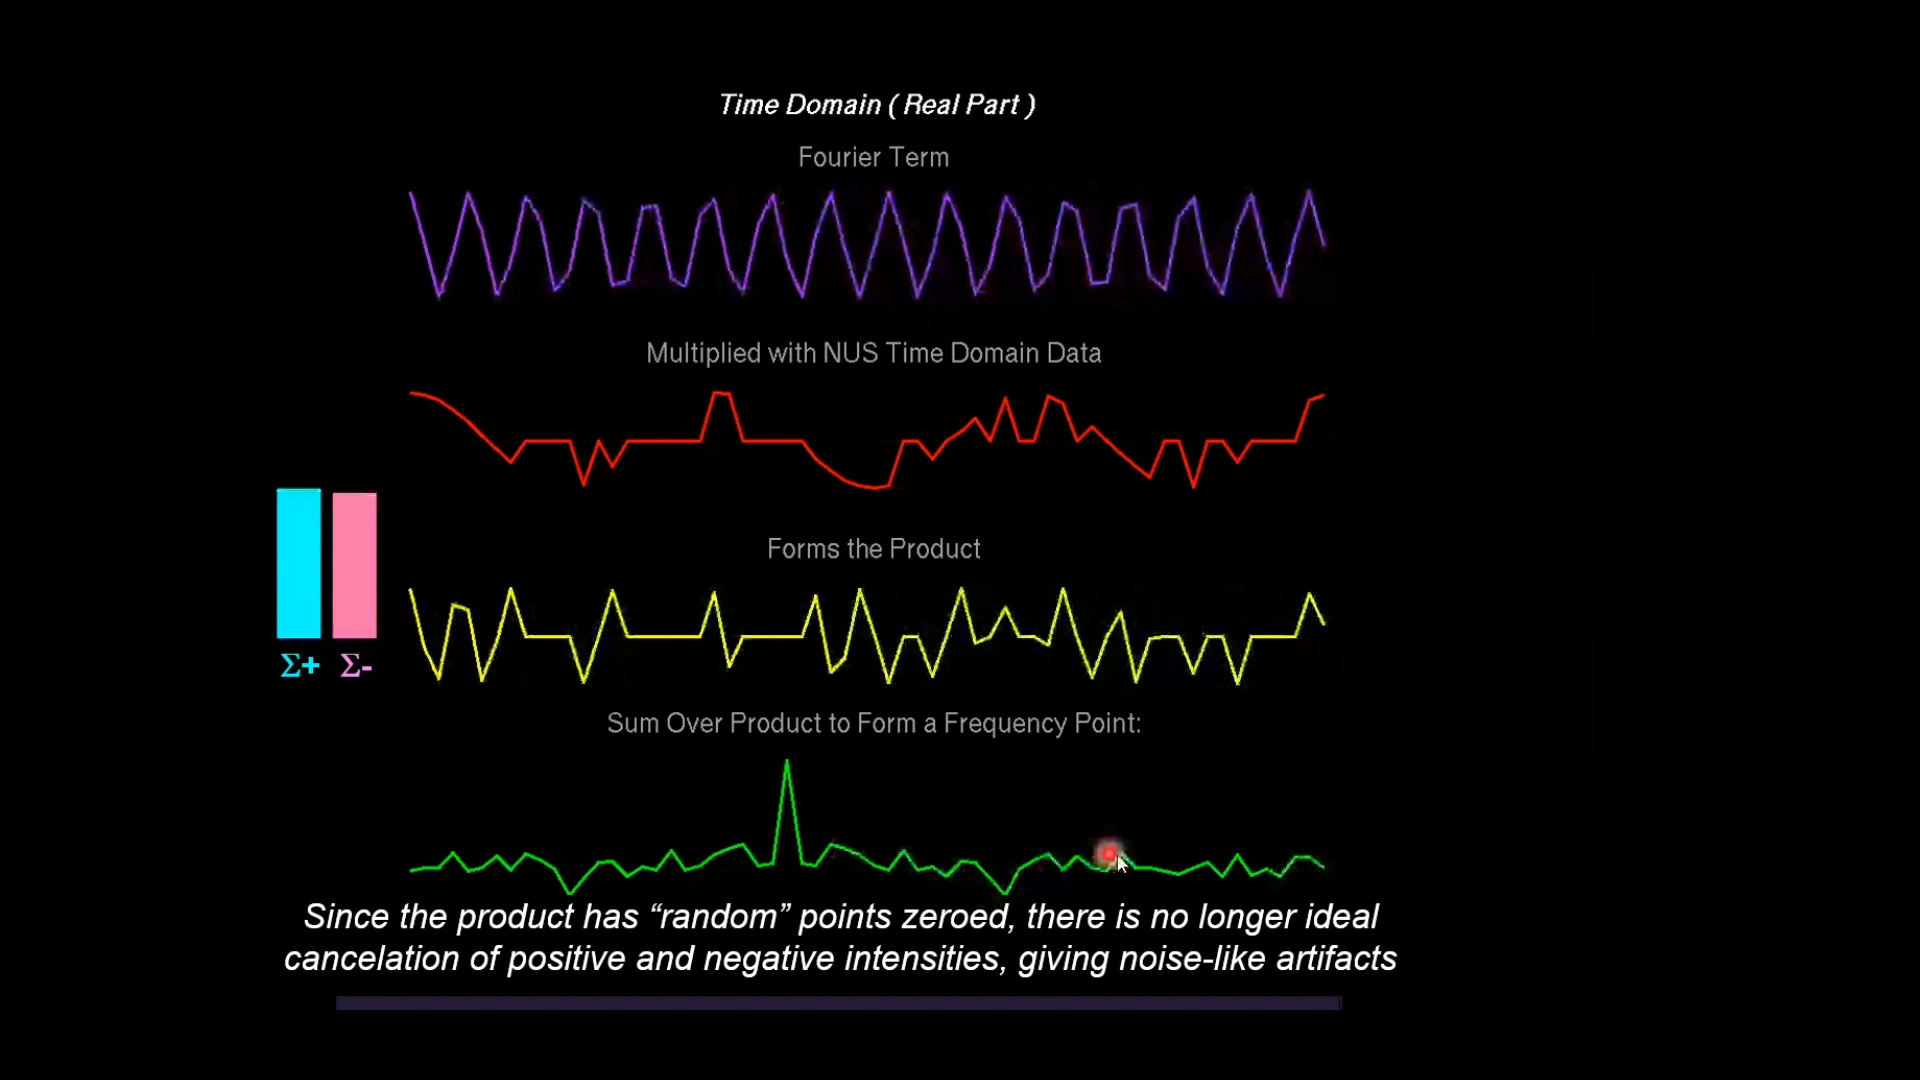 Time Domain ( Real Part )
Fourier Term
Multiplied with NUS Time Domain Data
Forms the Product
Σ+ Σ-
Sum Over Product to Form a Frequency Point:
Since the product has “random” points zeroed, there is no longer ideal
cancelation of positive and negative intensities, giving noise-like artifacts